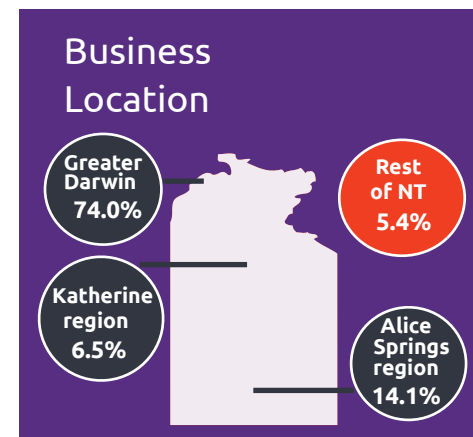 Business
Location
Greater
Darwin
74.0%
Rest
of NT
5.4%
Katherine
region
6.5%
Alice
Springs
region
14.1%